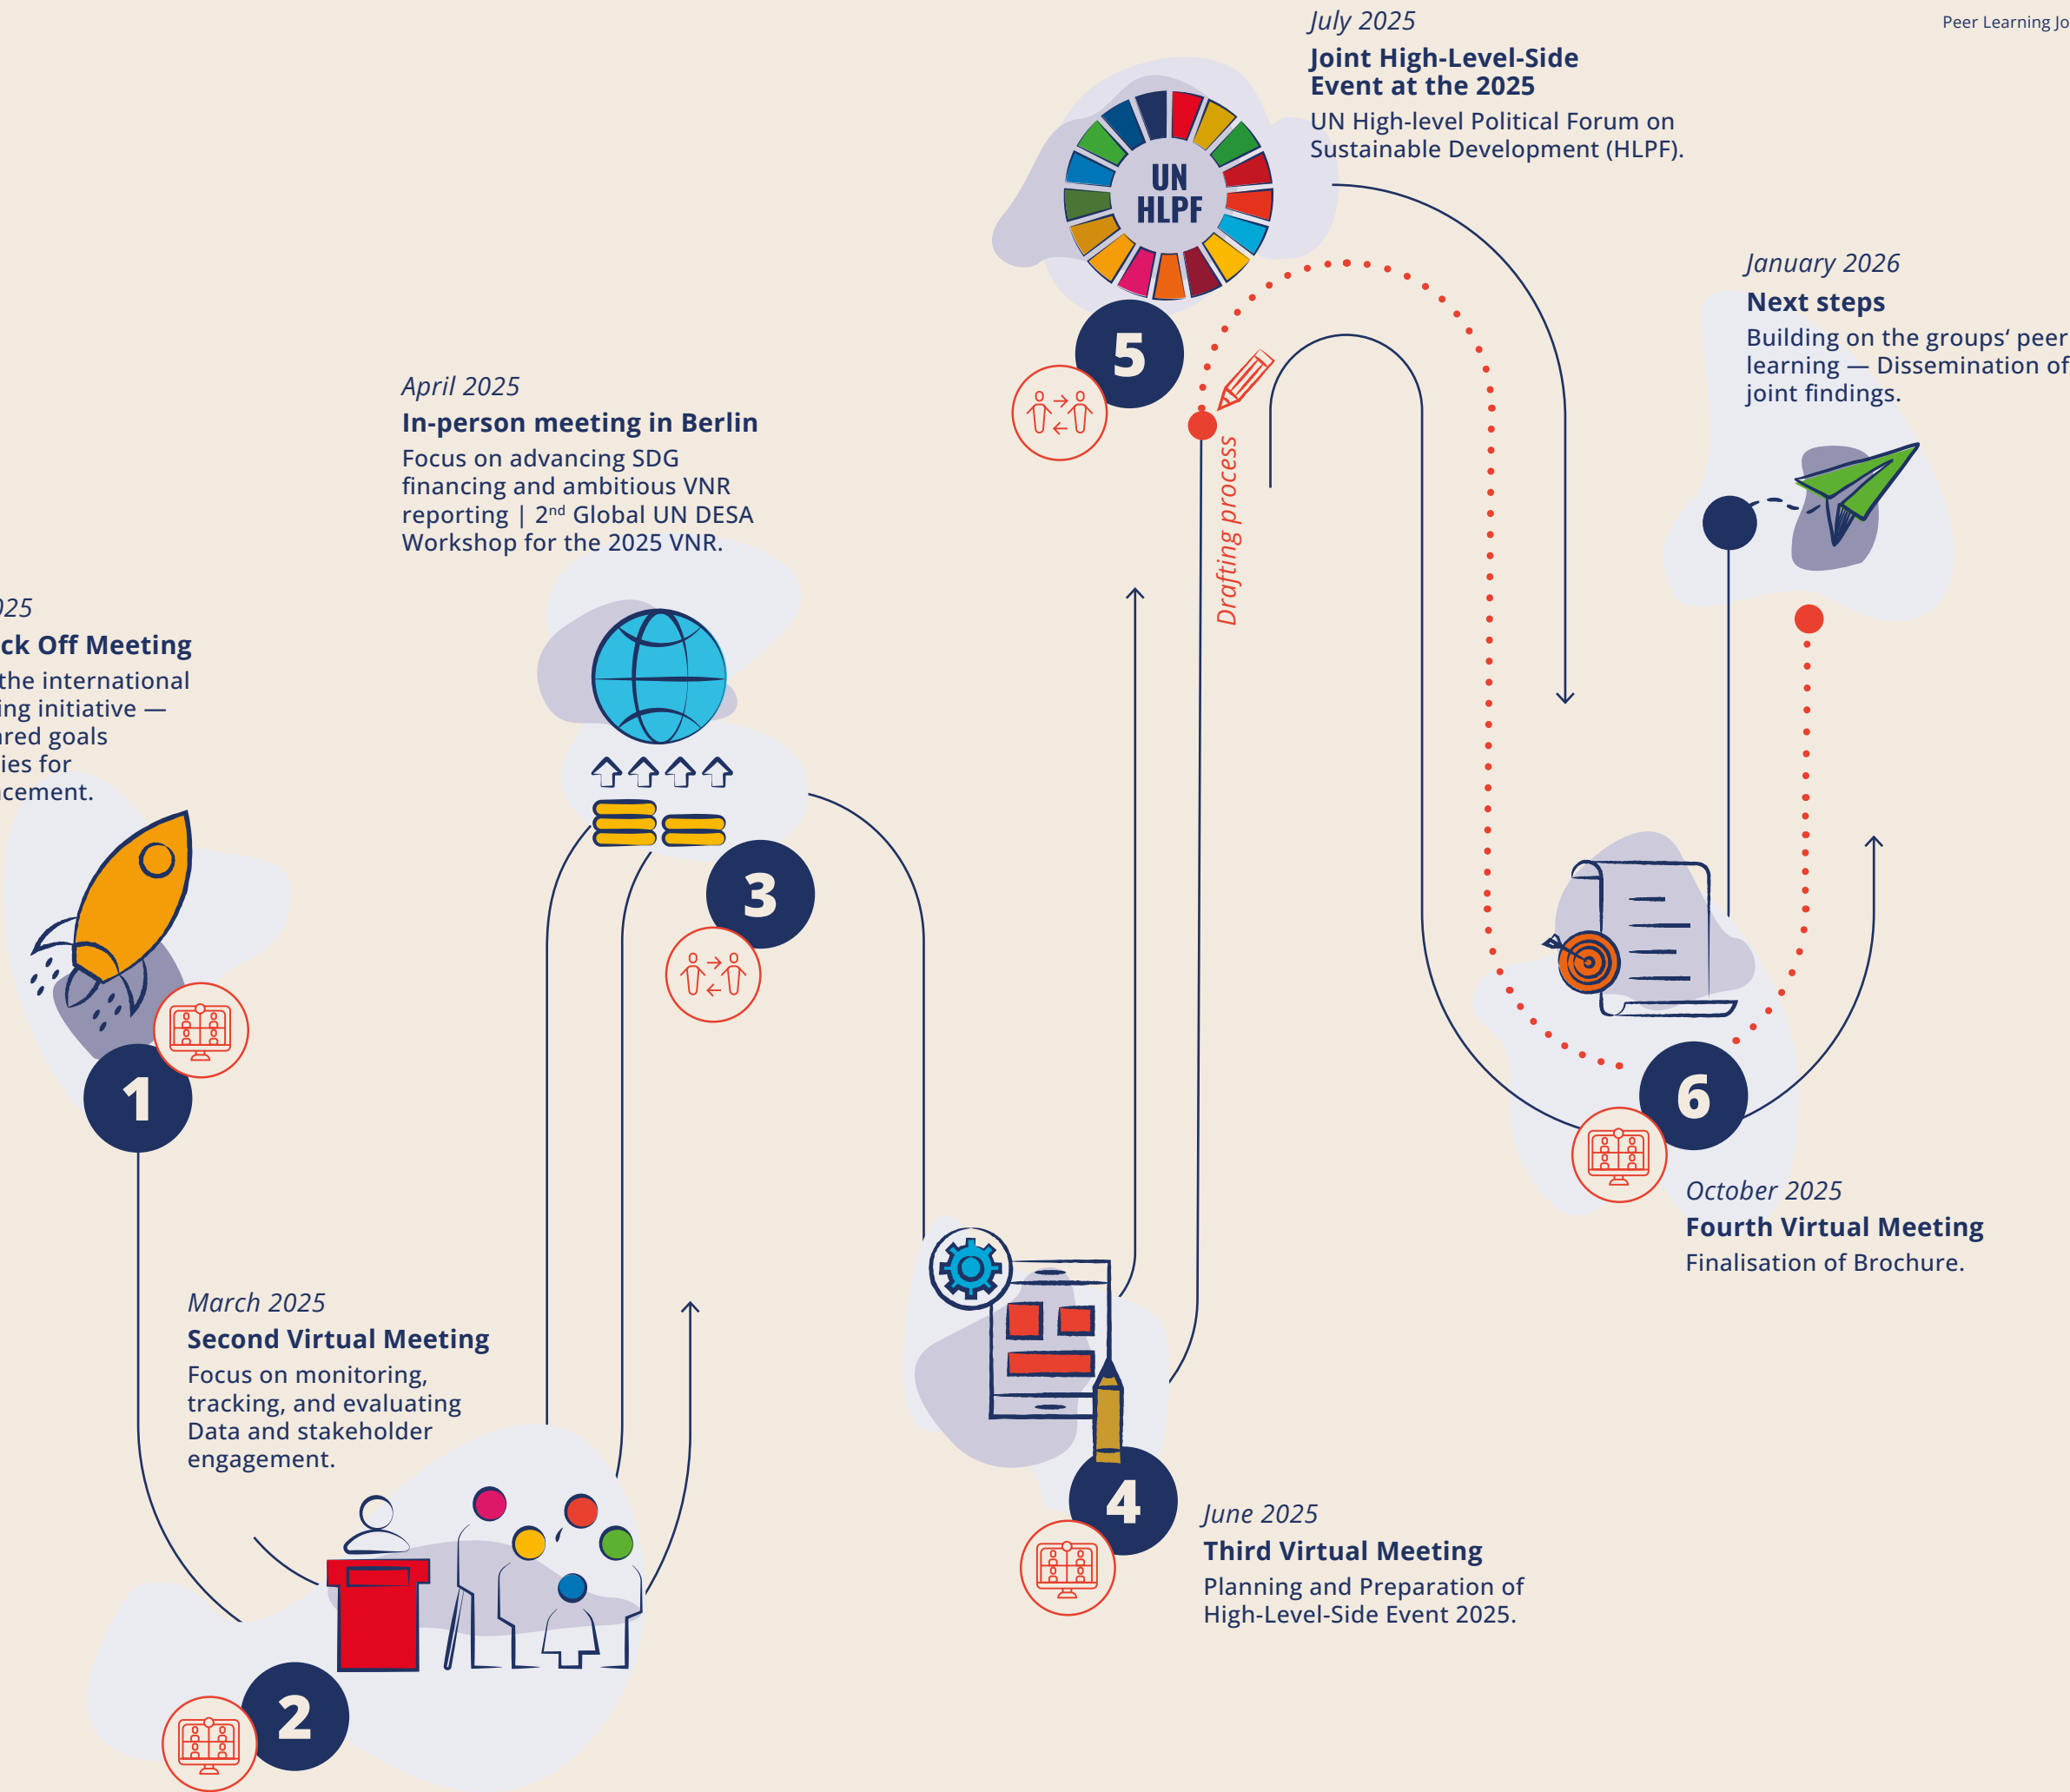 Peer Learning Jo
025
ck Off Meeting
the international
ing initiative —
ared goals
ies for
cement.
1
March 2025
Second Virtual Meeting
Focus on monitoring,
tracking, and evaluating
Data and stakeholder
engagement.
2
April 2025
In-person meeting in Berlin
Focus on advancing SDG
financing and ambitious VNR
reporting | 2nd Global UN DESA
Workshop for the 2025 VNR.
3
June 2025
Third Virtual Meeting
Planning and Preparation of
High-Level-Side Event 2025.
4
July 2025
Joint High-Level-Side
Event at the 2025
UN High-level Political Forum on
Sustainable Development (HLPF).
UN
HLPF
5
Drafting process
October 2025
Fourth Virtual Meeting
Finalisation of Brochure.
6
January 2026
Next steps
Building on the groups‘ peer
learning — Dissemination of
joint findings.